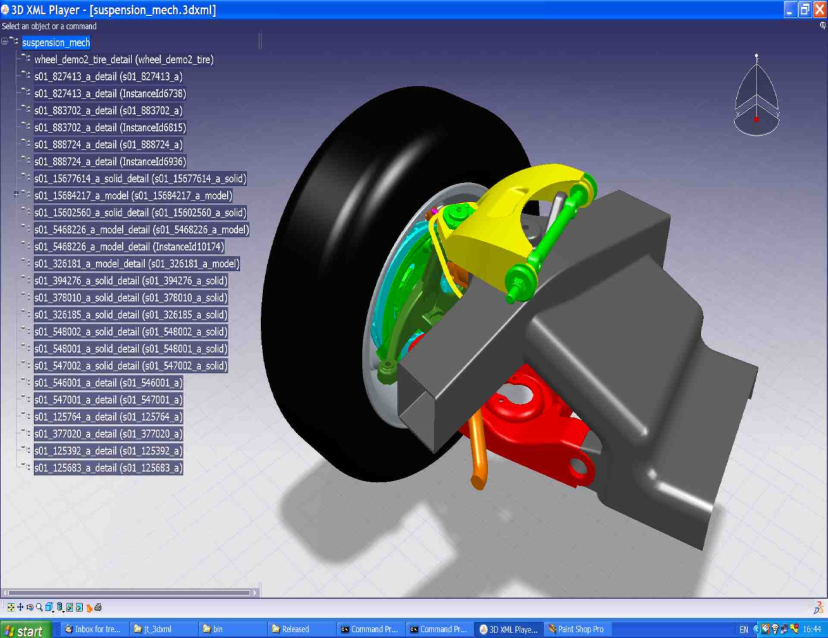 3D XML Player - [suspension_mech.3dxml]
Select an object or a command
suspension_mech
wheel_demo2_tire_detail (wheel_demo2_tire)
s01_827413_a_detail (s01_827413_a)
s01_827413_a_detail (InstanceId6738)
s01_883702_a_detail (s01_883702_a)
s01_883702_a_detail (InstanceId6815)
s01_888724_a_detail (s01_888724_a)
s01_888724_a_detail (InstanceId6936)
s01_15677614_a_solid_detail (s01_15677614_a_solid)
s01_15684217_a_model (s01_15684217_a_model)
s01_15602560_a_solid_detail (s01_15602560_a_solid)
s01_5468226_a_model_detail (s01_5468226_a_model)
s01_5468226_a_model_detail (InstanceId10174)
s01_326181_a_model_detail (s01_326181_a_model)
s01_394276_a_solid_detail (s01_394276_a_solid)
s01_378010_a_solid_detail (s01_378010_a_solid)
s01_326185_a_solid_detail (s01_326185_a_solid)
s01_548002_a_solid_detail (s01_548002_a_solid)
s01_548001_a_solid_detail (s01_548001_a_solid)
s01_547002_a_solid_detail (s01_547002_a_solid)
s01_546001_a_detail (s01_546001_a)
s01_547001_a_detail (s01_547001_a)
s01_125764_a_detail (s01_125764_a)
s01_377020_a_detail (s01_377020_a)
s01_125392_a_detail (s01_125392_a)
s01_125683_a_detail (s01_125683_a)
start Inbox for tre... jt_3dxml bin Released Command Pr... Command Pr... 3D XML Playe... Paint Shop Pro EN 16:44